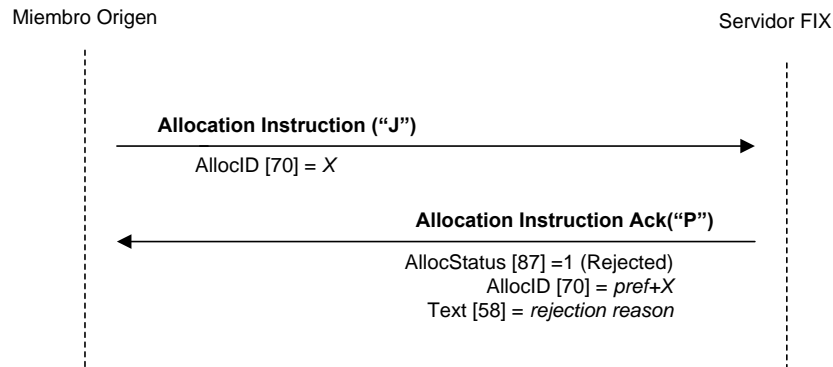 Miembro Origen
Servidor FIX
Allocation Instruction (“J”)
AllocID [70] = X
Allocation Instruction Ack(“P”)
AllocStatus [87] =1 (Rejected)
AllocID [70] = pref+X
Text [58] = rejection reason